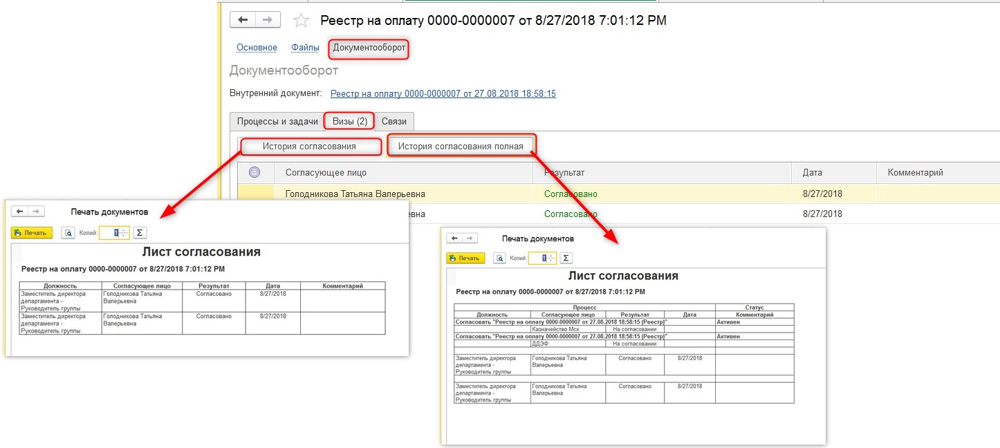 Реестр на оплату 0000-0000007 от 8/27/2018 7:01:12 PM
Основное Файлы Документооборот
Документооборот
Внутренний документ: Реестр на оплату 0000-0000007 от 27.08.2018 18:58:15
Процессы и задачи Визы (2) Связи
История согласования История согласования полная
Согласующее лицо Результат Дата Комментарий
Голодникова Татьяна Валерьевна Согласовано 8/27/2018
Согласовано 8/27/2018
Печать документов
Печать Копий: 1 Σ
Лист согласования
Реестр на оплату 0000-0000007 от 8/27/2018 7:01:12 PM
Должность Согласующее лицо Результат Дата Комментарий
Заместитель директора Голодникова Татьяна Согласовано 8/27/2018
департамента - Валерьевна
Руководитель группы
Заместитель директора Голодникова Татьяна Согласовано 8/27/2018
департамента - Валерьевна
Руководитель группы
Печать документов
Печать Копий: 1 Σ
Лист согласования
Реестр на оплату 0000-0000007 от 8/27/2018 7:01:12 PM
Процесс Статус
Должность Согласующее лицо Результат Дата Комментарий
Согласовать "Реестр на оплату 0000-0000007 от 27.08.2018 18:58:15 (Реестр)" Активен
Казначейство Мск На согласовании
Согласовать "Реестр на оплату 0000-0000007 от 27.08.2018 18:58:15 (Реестр)" Активен
ДДЭФ На согласовании
Заместитель директора Голодникова Татьяна Согласовано 8/27/2018
департамента - Валерьевна
Руководитель группы
Заместитель директора Голодникова Татьяна Согласовано 8/27/2018
департамента - Валерьевна
Руководитель группы